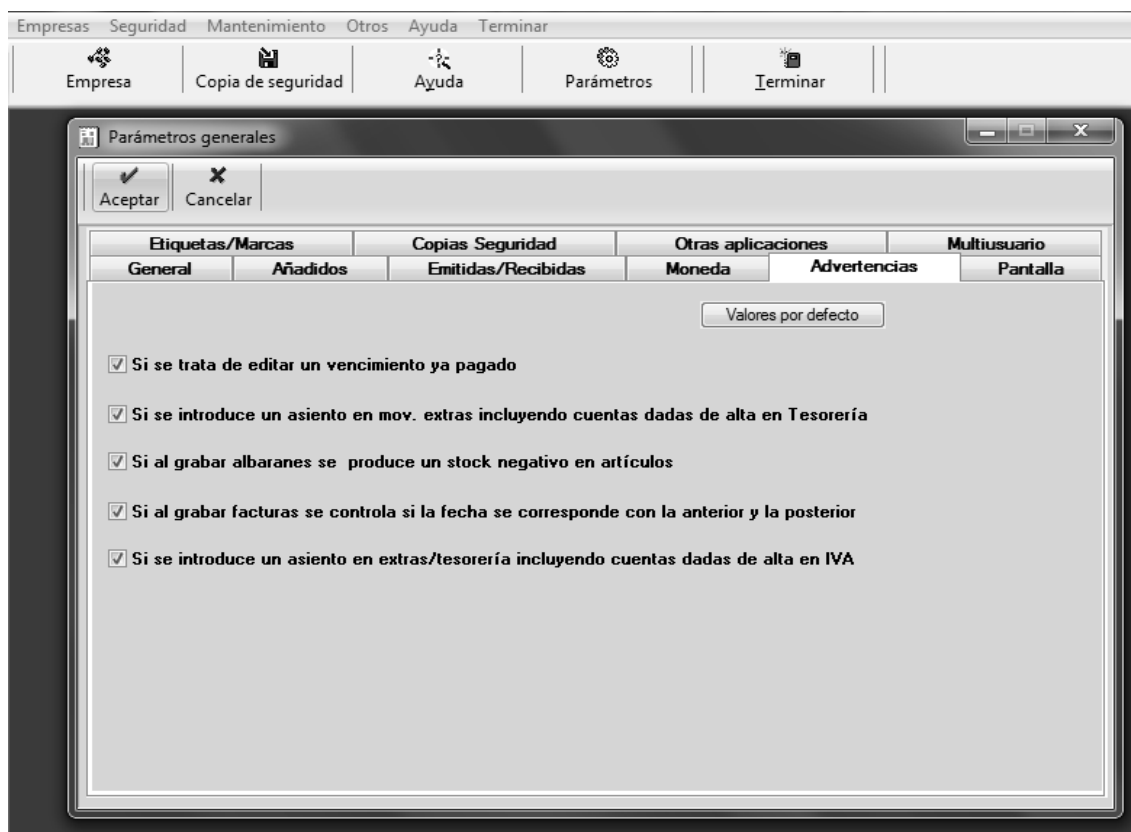 Empresas Seguridad Mantenimiento Otros Ayuda Terminar
Empresa Copia de seguridad Ayuda Parámetros Terminar
Parámetros generales
Aceptar Cancelar
Etiquetas/Marcas Copias Seguridad Otras aplicaciones Multiusuario
General Añadidos Emitidas/Recibidas Moneda Advertencias Pantalla
Valores por defecto
Si se trata de editar un vencimiento ya pagado
Si se introduce un asiento en mov. extras incluyendo cuentas dadas de alta en Tesorería
Si al grabar albaranes se produce un stock negativo en artículos
Si al grabar facturas se controla si la fecha se corresponde con la anterior y la posterior
Si se introduce un asiento en extras/tesorería incluyendo cuentas dadas de alta en IVA